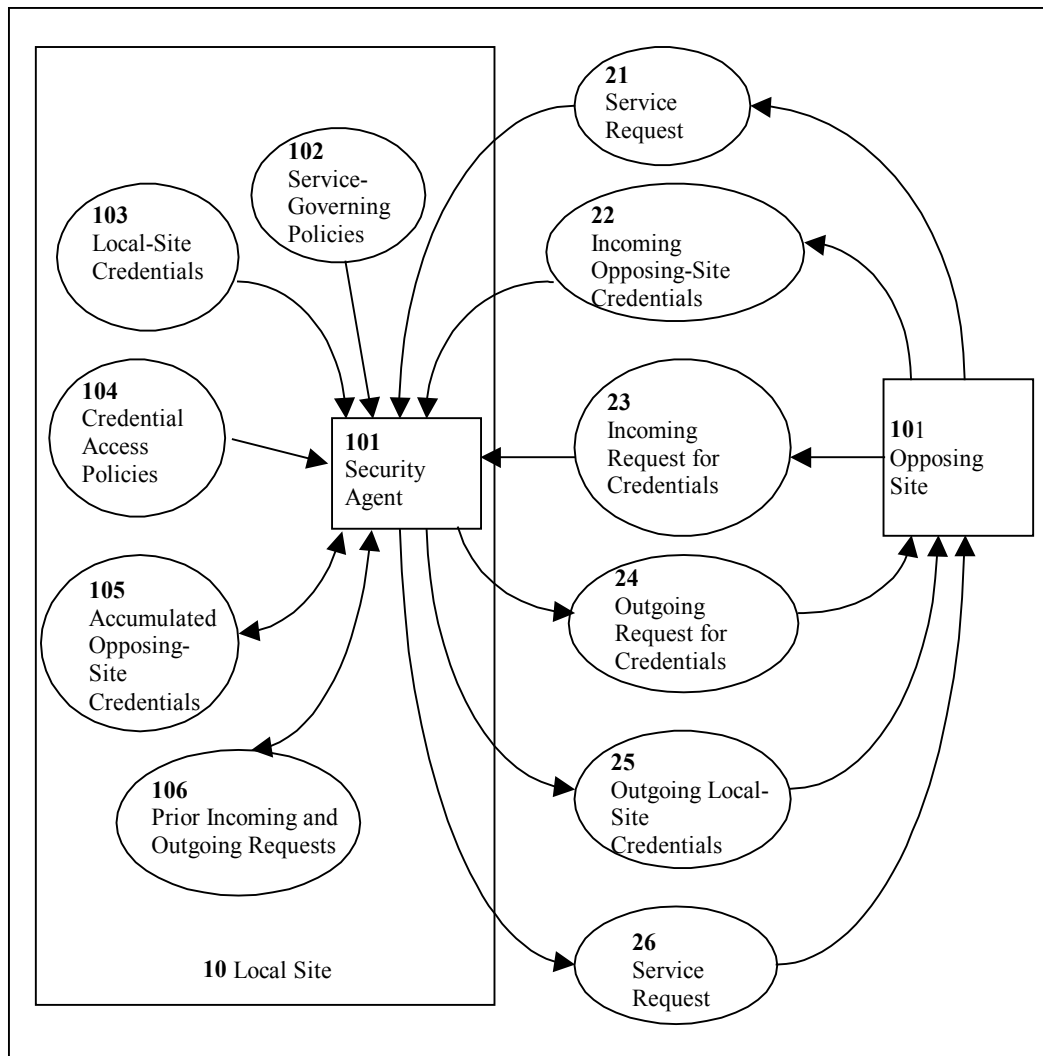 21
Service
Request
102
Service-
Governing
Policies
103
Local-Site
Credentials
22
Incoming
Opposing-Site
Credentials
104
Credential
Access
Policies
101
Security
Agent
23
Incoming
Request for
Credentials
101
Opposing
Site
105
Accumulated
Opposing-
Site
Credentials
24
Outgoing
Request for
Credentials
106
Prior Incoming and
Outgoing Requests
25
Outgoing Local-
Site
Credentials
10 Local Site
26
Service
Request